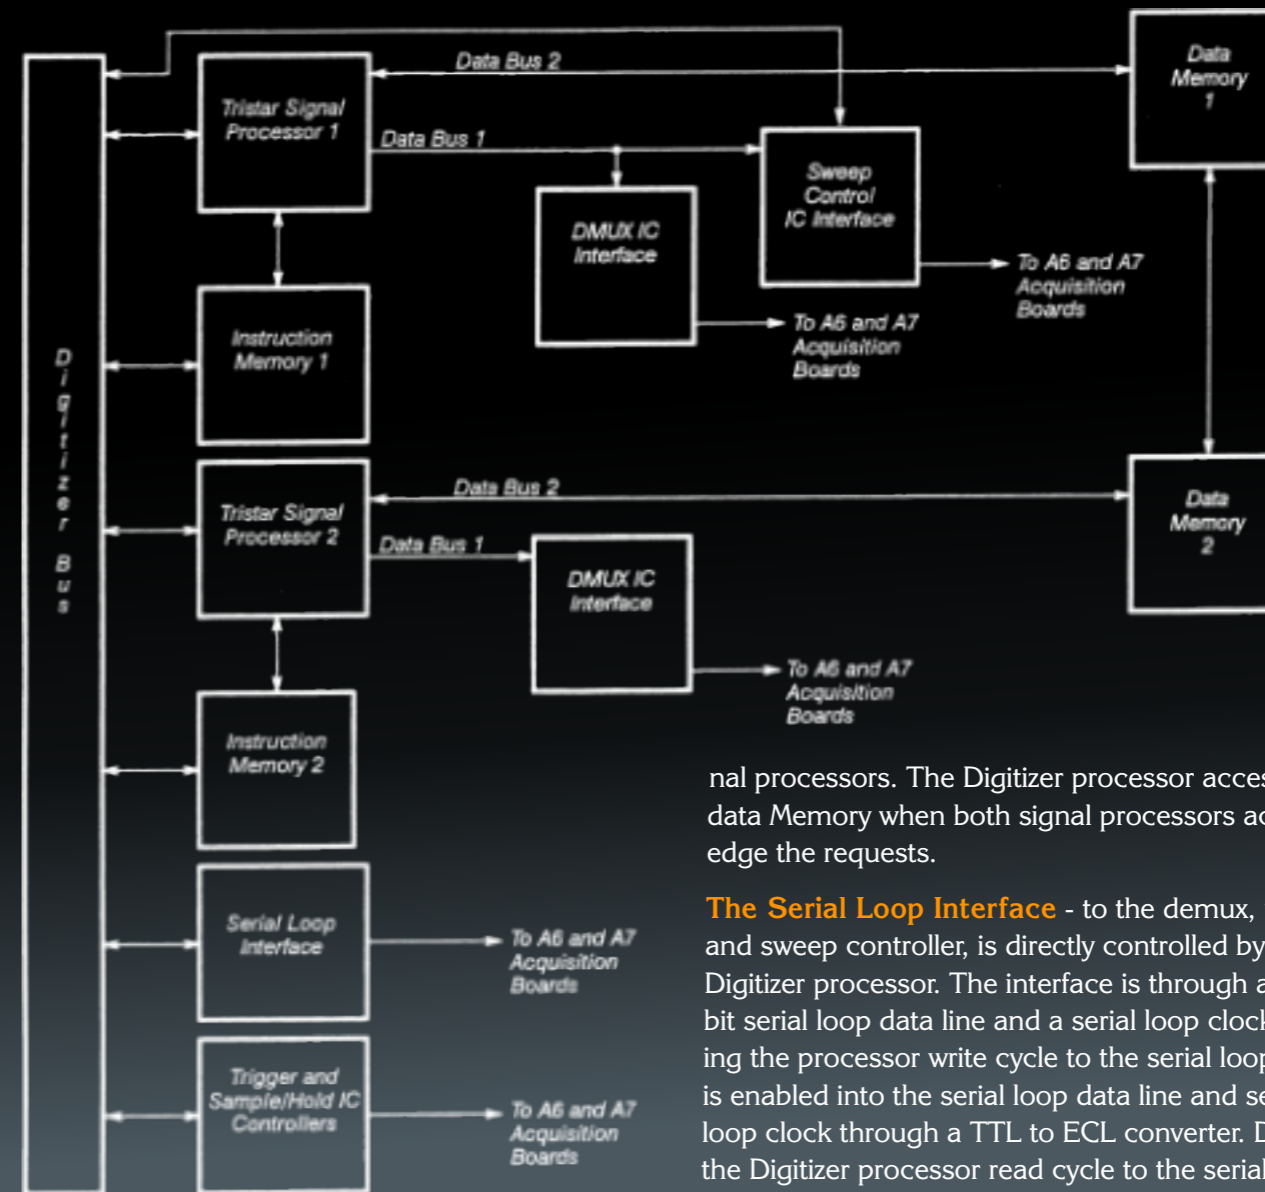 Data Bus 2
Data
Memory
1
Tristar Signal
Processor 1
Data Bus 1
Sweep
Control
IC Interface
DMUX IC
Interface
To A6 and A7
Acquisition
Boards
To A6 and A7
Acquisition
Boards
Instruction
Memory 1
Digitizer Bus
Data Bus 2
Tristar Signal
Processor 2
Data Bus 1
Data
Memory
2
DMUX IC
Interface
To A6 and A7
Acquisition
Boards
Instruction
Memory 2
Serial Loop
Interface
To A6 and A7
Acquisition
Boards
Trigger and
Sample/Hold IC
Controllers
To A6 and A7
Acquisition
Boards
nal processors. The Digitizer processor
data Memory when both signal processors
edge the requests.
The Serial Loop Interface - to the demux,
and sweep controller, is directly controlled by
Digitizer processor. The interface is through
bit serial loop data line and a serial loop clock
ing the processor write cycle to the serial loop
is enabled into the serial loop data line and
loop clock through a TTL to ECL converter.
the Digitizer processor read cycle to the serial